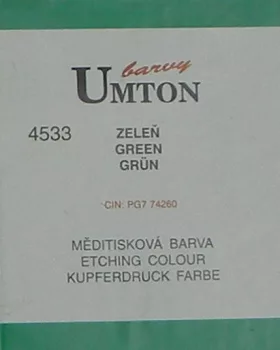 barvy
UMTON
4533 ZELEŇ
GREEN
GRÜN
CIN: PG7 74260
MĚDITISKOVÁ BARVA
ETCHING COLOUR
KUPFERDRUCK FARBE